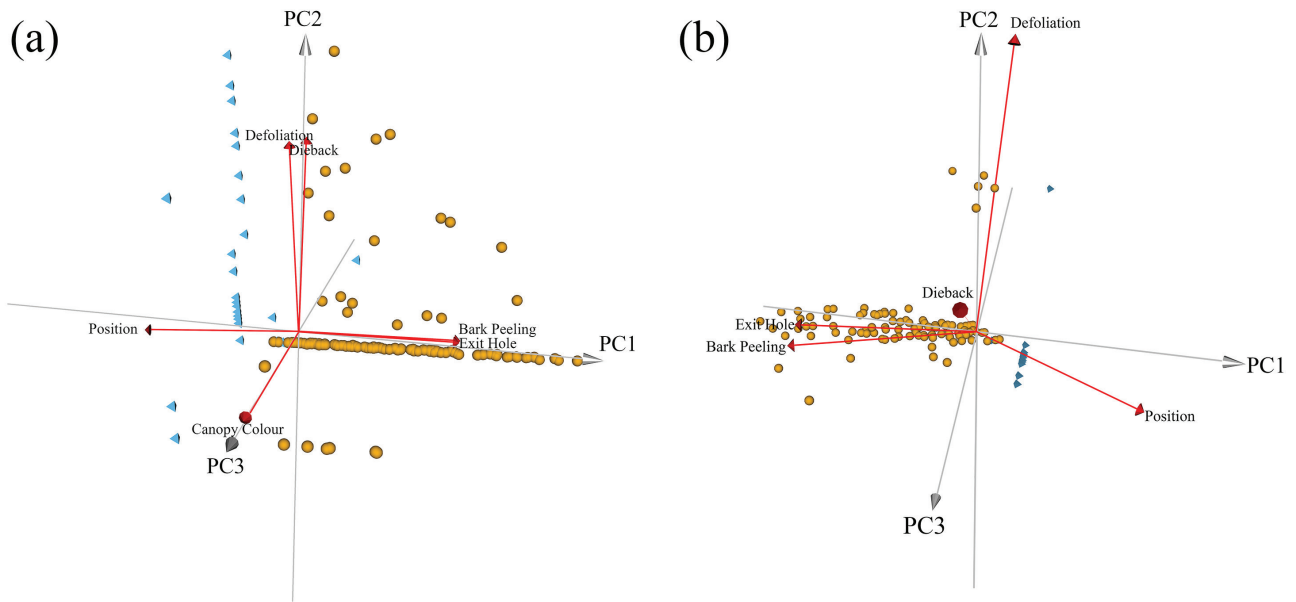 (a)
PC2
Defoliation
Dieback
Position
Bark Peeling
Exit Hole
PC1
Canopy Colour
PC3
(b)
PC2
Defoliation
Dieback
Exit Hole
Bark Peeling
PC1
Position
PC3